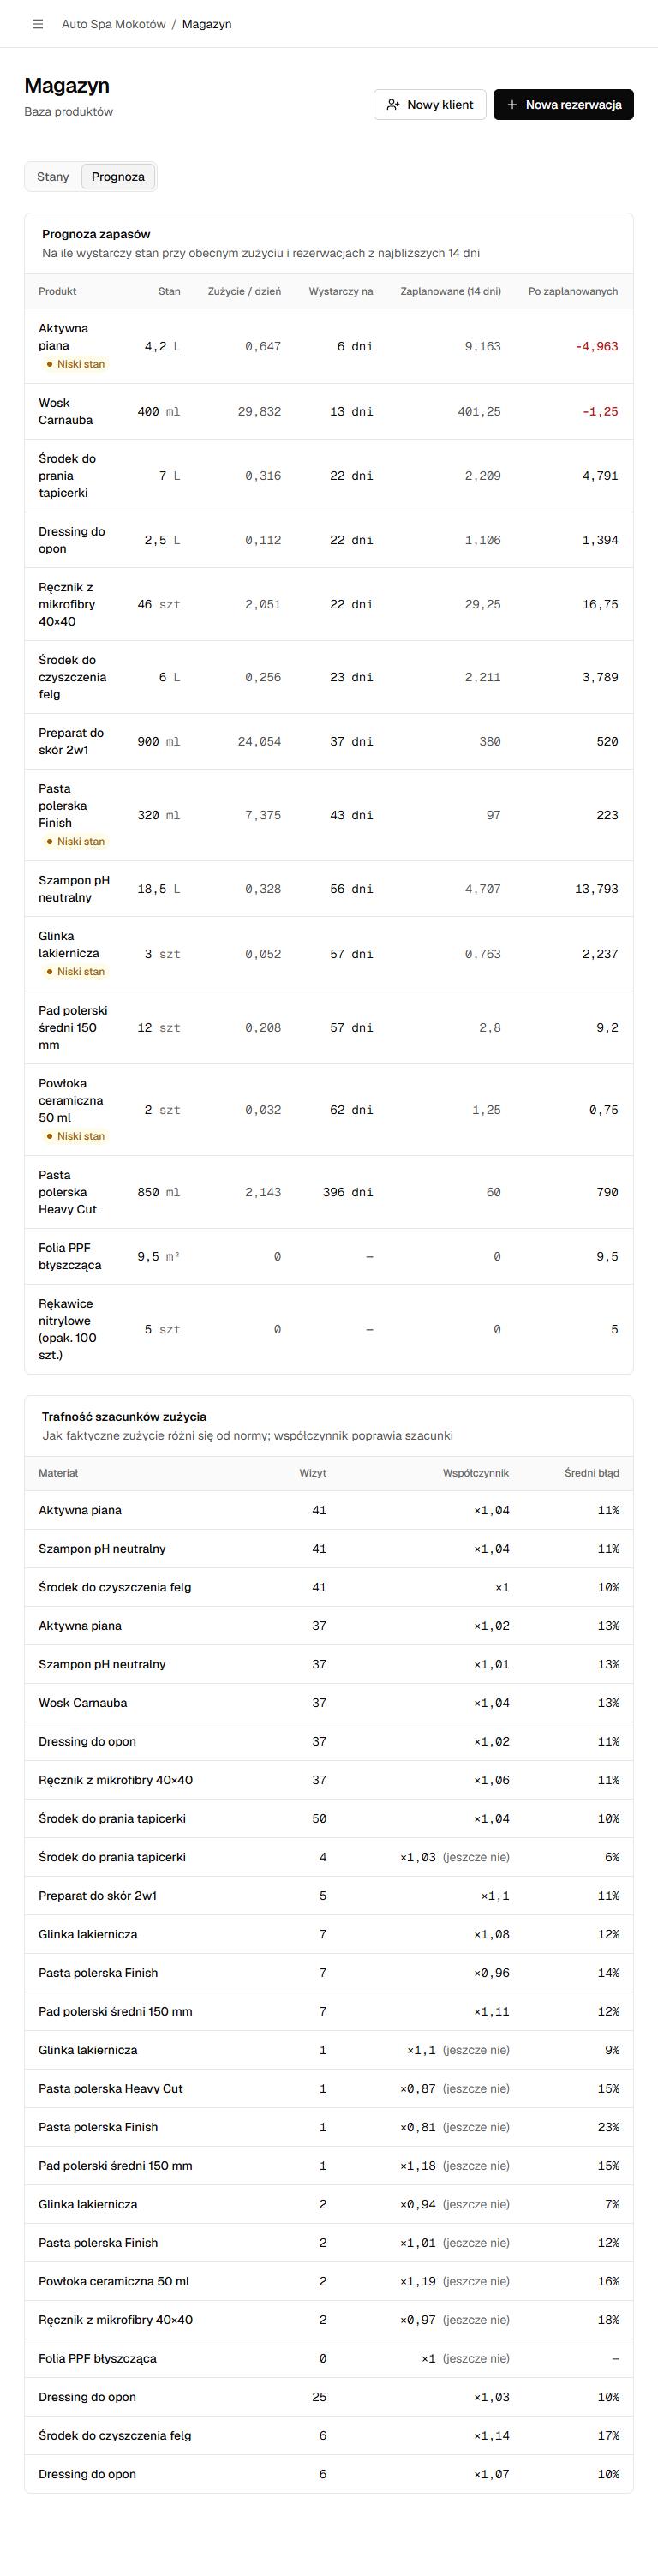 Auto Spa Mokotów / Magazyn
Magazyn
Baza produktów
Nowy klient
Nowa rezerwacja
Stany Prognoza
Prognoza zapasów
Na ile wystarczy stan przy obecnym zużyciu i rezerwacjach z najbliższych 14 dni
Produkt Stan Zużycie / dzień Wystarczy na Zaplanowane (14 dni) Po zaplanowanych
Aktywna
piana
Niski stan
4,2 L 0,647 6 dni 9,163 -4,963
Wosk
Carnauba
400 ml 29,832 13 dni 401,25 -1,25
Środek do
prania
tapicerki
7 L 0,316 22 dni 2,209 4,791
Dressing do
opon
2,5 L 0,112 22 dni 1,106 1,394
Ręcznik z
mikrofibry
40×40
46 szt 2,051 22 dni 29,25 16,75
Środek do
czyszczenia
felg
6 L 0,256 23 dni 2,211 3,789
Preparat do
skór 2w1
900 ml 24,054 37 dni 380 520
Pasta
polerska
Finish
Niski stan
320 ml 7,375 43 dni 97 223
Szampon pH
neutralny
18,5 L 0,328 56 dni 4,707 13,793
Glinka
lakiernicza
Niski stan
3 szt 0,052 57 dni 0,763 2,237
Pad polerski
średni 150
mm
12 szt 0,208 57 dni 2,8 9,2
Powłoka
ceramiczna
50 ml
Niski stan
2 szt 0,032 62 dni 1,25 0,75
Pasta
polerska
Heavy Cut
850 ml 2,143 396 dni 60 790
Folia PPF
błyszcząca
9,5 m² 0 — 0 9,5
Rękawice
nitrylowe
(opak. 100
szt.)
5 szt 0 — 0 5
Trafność szacunków zużycia
Jak faktyczne zużycie różni się od normy; współczynnik poprawia szacunki
Materiał Wizyt Współczynnik Średni błąd
Aktywna piana 41 ×1,04 11%
Szampon pH neutralny 41 ×1,04 11%
Środek do czyszczenia felg 41 ×1 10%
Aktywna piana 37 ×1,02 13%
Szampon pH neutralny 37 ×1,01 13%
Wosk Carnauba 37 ×1,04 13%
Dressing do opon 37 ×1,02 11%
Ręcznik z mikrofibry 40×40 37 ×1,06 11%
Środek do prania tapicerki 50 ×1,04 10%
Środek do prania tapicerki 4 ×1,03 (jeszcze nie) 6%
Preparat do skór 2w1 5 ×1,1 11%
Glinka lakiernicza 7 ×1,08 12%
Pasta polerska Finish 7 ×0,96 14%
Pad polerski średni 150 mm 7 ×1,11 12%
Glinka lakiernicza 1 ×1,1 (jeszcze nie) 9%
Pasta polerska Heavy Cut 1 ×0,87 (jeszcze nie) 15%
Pasta polerska Finish 1 ×0,81 (jeszcze nie) 23%
Pad polerski średni 150 mm 1 ×1,18 (jeszcze nie) 15%
Glinka lakiernicza 2 ×0,94 (jeszcze nie) 7%
Pasta polerska Finish 2 ×1,01 (jeszcze nie) 12%
Powłoka ceramiczna 50 ml 2 ×1,19 (jeszcze nie) 16%
Ręcznik z mikrofibry 40×40 2 ×0,97 (jeszcze nie) 18%
Folia PPF błyszcząca 0 ×1 (jeszcze nie) —
Dressing do opon 25 ×1,03 10%
Środek do czyszczenia felg 6 ×1,14 17%
Dressing do opon 6 ×1,07 10%